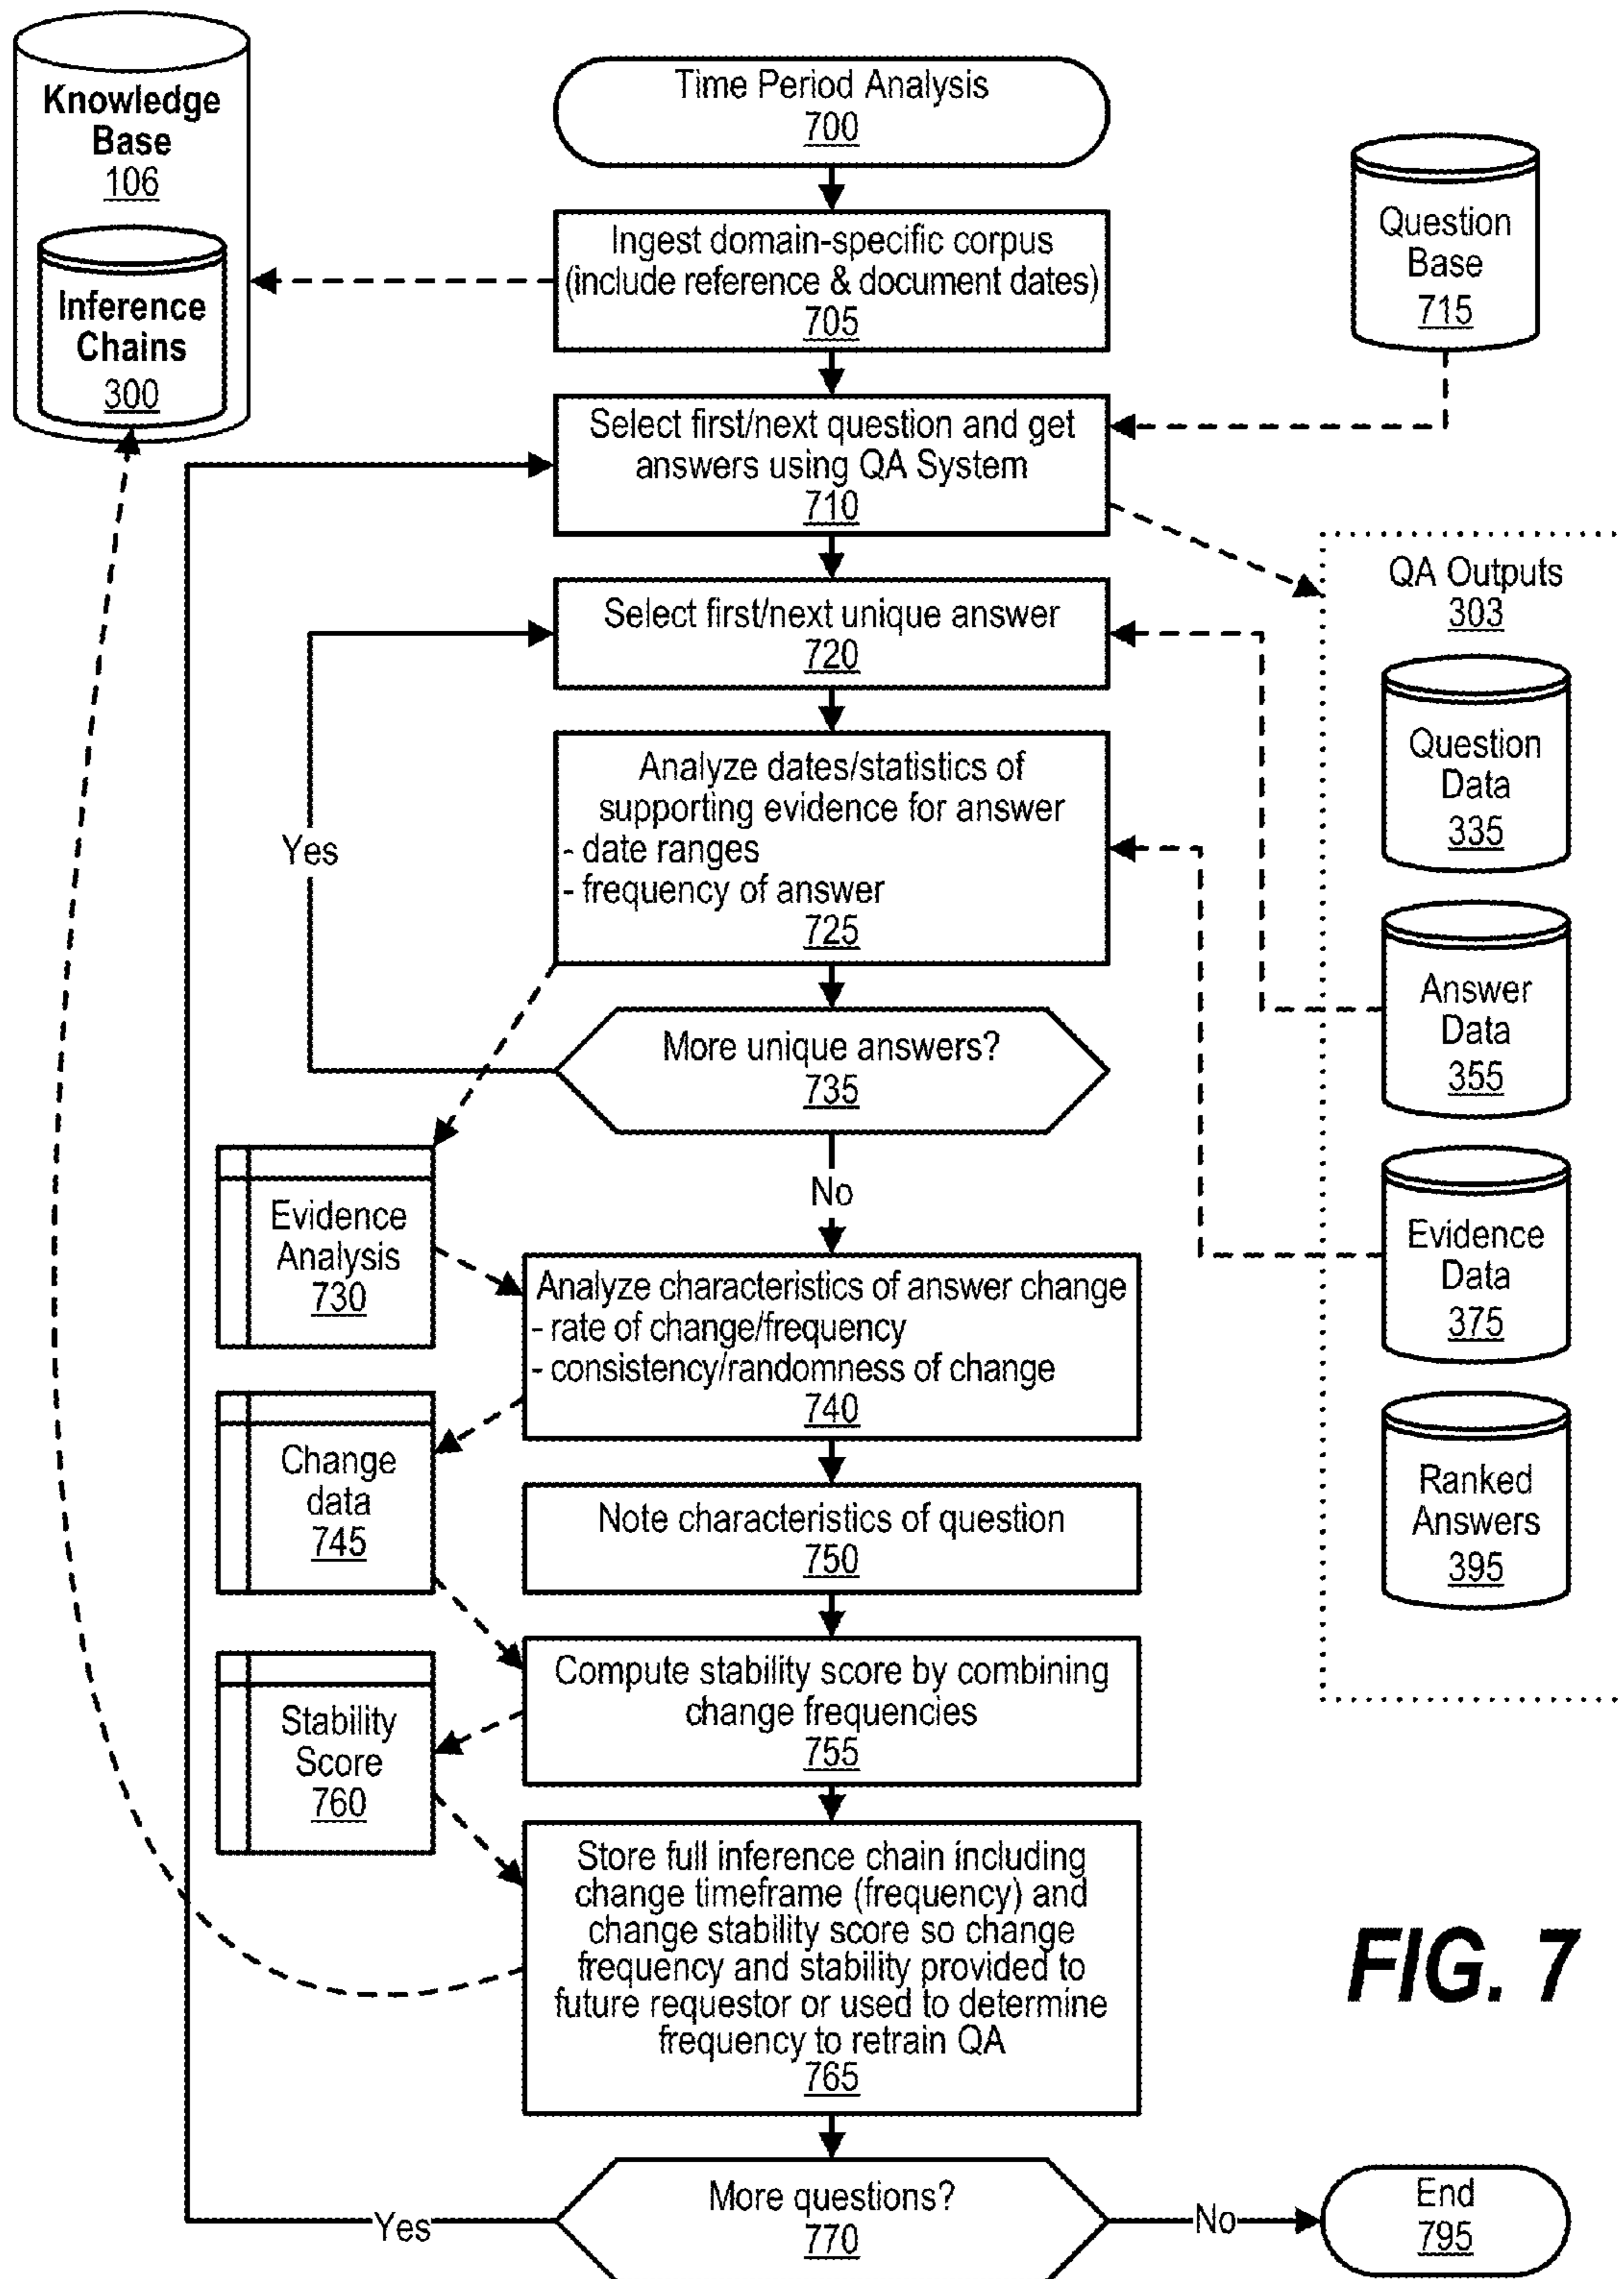 Knowledge
Base
106
Inference
Chains
300
Time Period Analysis
700
Ingest domain-specific corpus
(include reference & document dates)
705
Question
Base
715
Select first/next question and get
answers using QA System
710
QA Outputs
303
Question
Data
335
Answer
Data
355
Evidence
Data
375
Ranked
Answers
395
Select first/next unique answer
720
Analyze dates/statistics of
supporting evidence for answer
- date ranges
- frequency of answer
725
Yes
More unique answers?
735
No
Evidence
Analysis
730
Analyze characteristics of answer change
- rate of change/frequency
- consistency/randomness of change
740
Change
data
745
Note characteristics of question
750
Compute stability score by combining
change frequencies
755
Stability
Score
760
Store full inference chain including
change timeframe (frequency) and
change stability score so change
frequency and stability provided to
future requestor or used to determine
frequency to retrain QA
765
FIG. 7
More questions?
770
Yes
No
End
795